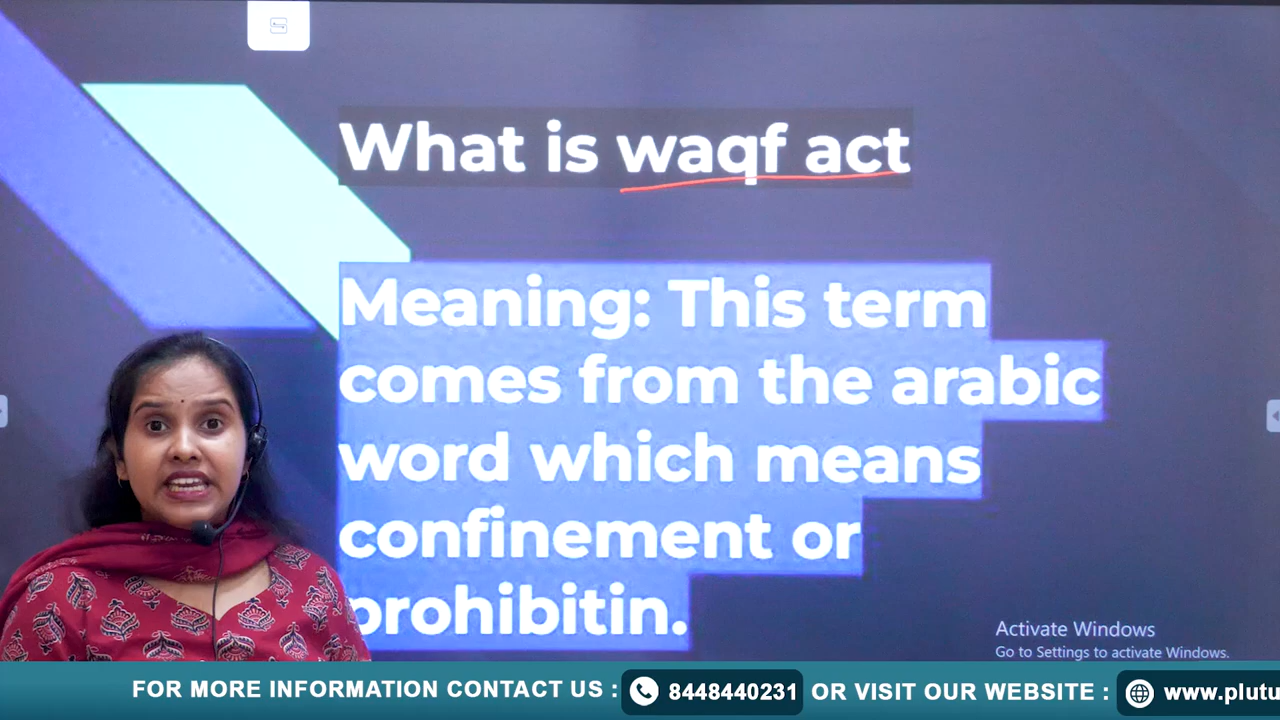 What is waqf act
Meaning: This term
comes from the arabic
word which means
confinement or
prohibitin.
Activate Windows
Go to Settings to activate Windows.
FOR MORE INFORMATION CONTACT US : 8448440231 OR VISIT OUR WEBSITE : www.plutu